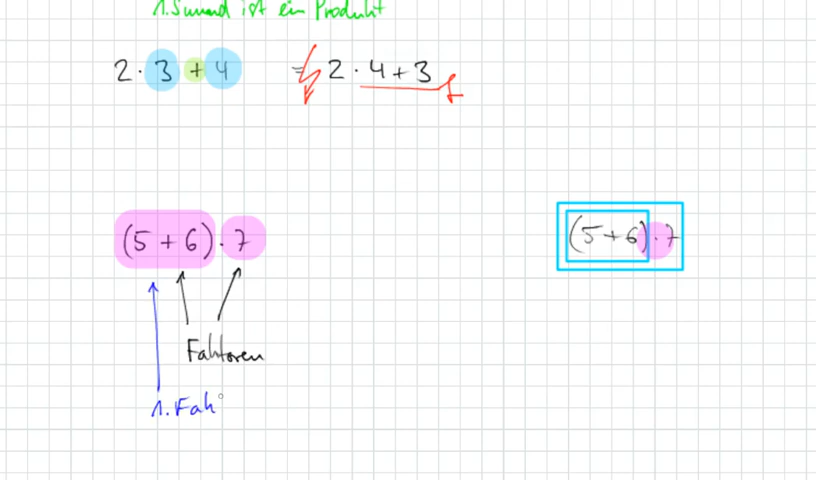 1. Summand ist ein Produkt
2 · 3 + 4 = 2 · 4 + 3 f
(5 + 6) · 7
(5+6) · 7
Faktoren
1. Fak